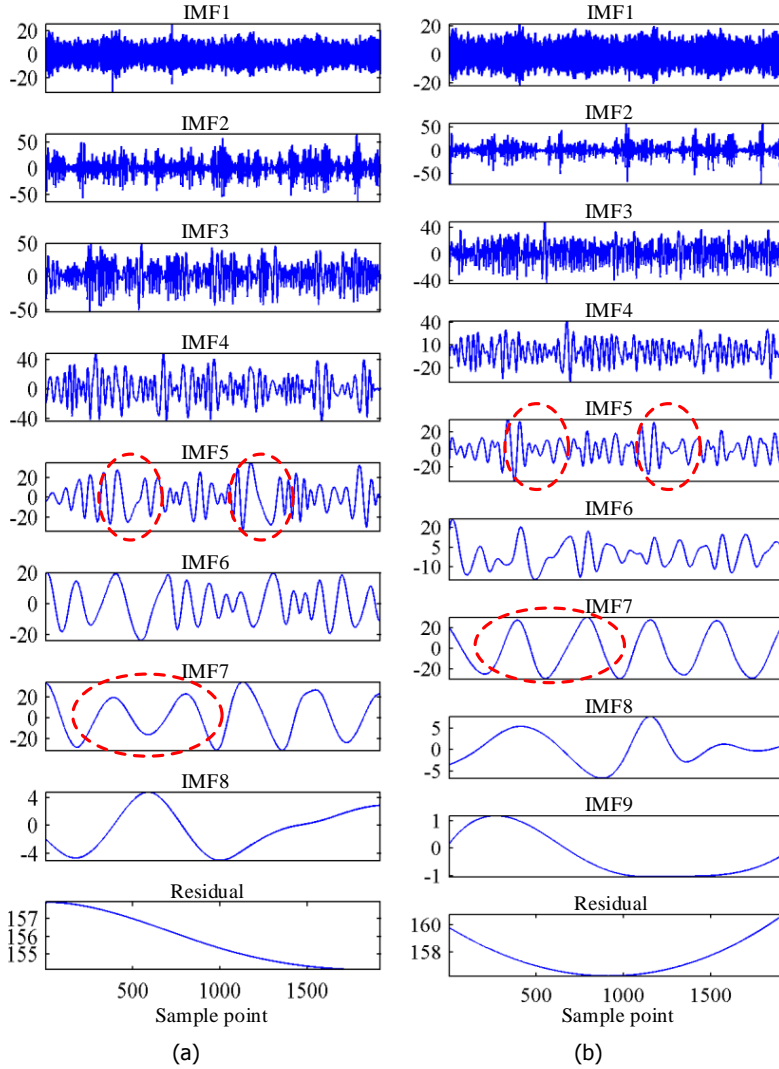 IMF1
20
0
-20
IMF2
50
0
-50
IMF3
50
0
-50
IMF4
40
0
-40
IMF5
20
0
-20
IMF6
20
0
-20
IMF7
20
0
-20
IMF8
4
0
-4
Residual
157
156
155
500
1000
1500
Sample point
(a)
IMF1
20
0
-20
IMF2
50
0
-50
IMF3
40
0
-40
IMF4
40
10
-20
IMF5
20
0
-20
IMF6
20
5
-10
IMF7
20
0
-20
IMF8
5
0
-5
IMF9
1
0
-1
Residual
160
158
500
1000
1500
Sample point
(b)